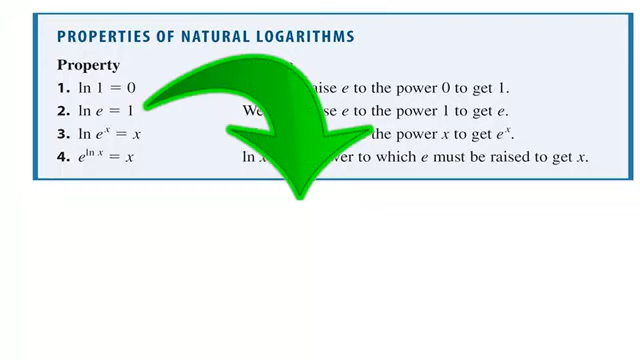 PROPERTIES OF NATURAL LOGARITHMS
Property
1. ln 1 = 0 raise e to the power 0 to get 1.
2. ln e = 1 We se e to the power 1 to get e.
3. ln e^x = x the power x to get e^x.
4. e^{ln x} = x ln x to which e must be raised to get x.